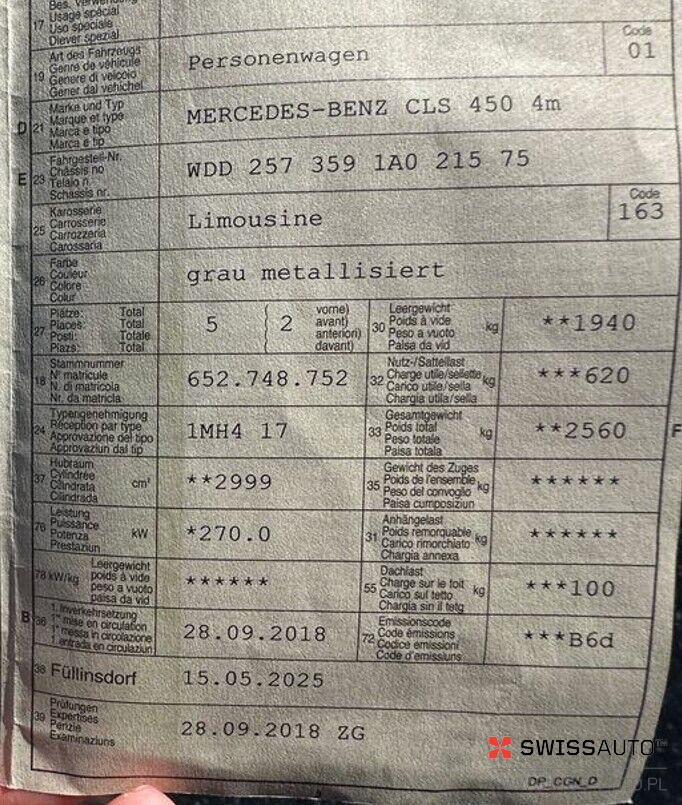 17
Usage spécial
Uso speciale
Diever spezial
19
Art des Fahrzeugs
Genre de véhicule
Genere di veicolo
Gener dal vehichel
Personenwagen
Code
01
D
21
Marke und Typ
Marque et type
Marca e tipo
Marca e tip
MERCEDES-BENZ CLS 450 4m
E
23
Fahrgestell-Nr.
Châssis no
Telaio n.
Schassis nr.
WDD 257 359 1A0 215 75
25
Karosserie
Carrosserie
Carrozzeria
Carossaria
Limousine
Code
163
26
Farbe
Couleur
Colore
Colur
grau metallisiert
27
Plätze: Total
Places: Total
Posti: Totale
Plazs: Total
5
2
vorne)
avant)
anteriori)
davant)
30
Leergewicht
Poids à vide
Peso a vuoto
Paisa da vid
kg
**1940
18
Stammnummer
N° matricule
N. di matricola
Nr. da matricla
652.748.752
32
Nutz-/Sattellast
Charge utile/sellette
Carico utile/sella
Chargia utila/sella
kg
***620
24
Typengenehmigung
Réception par type
Approvazione del tipo
Approvaziun dal tip
1MH4 17
33
Gesamtgewicht
Poids total
Peso totale
Paisa totala
kg
**2560
F
37
Hubraum
Cylindrée
Cilindrata
Cilindrada
cm³
**2999
35
Gewicht des Zuges
Poids de l'ensemble
Peso del convoglio
Paisa cumposiziun
kg
******
76
Leistung
Puissance
Potenza
Prestaziun
kW
*270.0
31
Anhängelast
Poids remorquable
Carico rimorchiato
Chargia annexa
kg
******
78 kW/kg
Leergewicht
poids à vide
peso a vuoto
paisa da vid
******
55
Dachlast
Charge sur le toit
Carico sul tetto
Chargia sin il tetg
kg
***100
B
36
1. Inverkehrsetzung
1re mise en circulation
1a messa in circolazione
1. entrada en circulaziun
28.09.2018
72
Emissionscode
Code émissions
Codice emissioni
Code d'emissiuns
***B6d
38
Füllinsdorf
15.05.2025
39
Prüfungen
Expertises
Perizie
Examinaziuns
28.09.2018 ZG
SWISSAUTO™
DP_CGN_D